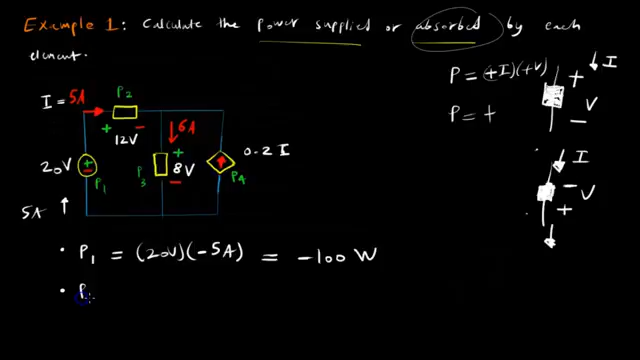 Example 1: Calculate the power supplied or absorbed by each
element.
P = (+I)(+V)
P = +
+ ↓ I
V
−
I = 5A
P2
+ −
12V
6A
20V
+
−
P1
P3
+
8V
−
0.2 I
P4
5A ↑
I
− V
+
• P1 = (20V)(-5A) = -100 W
• P